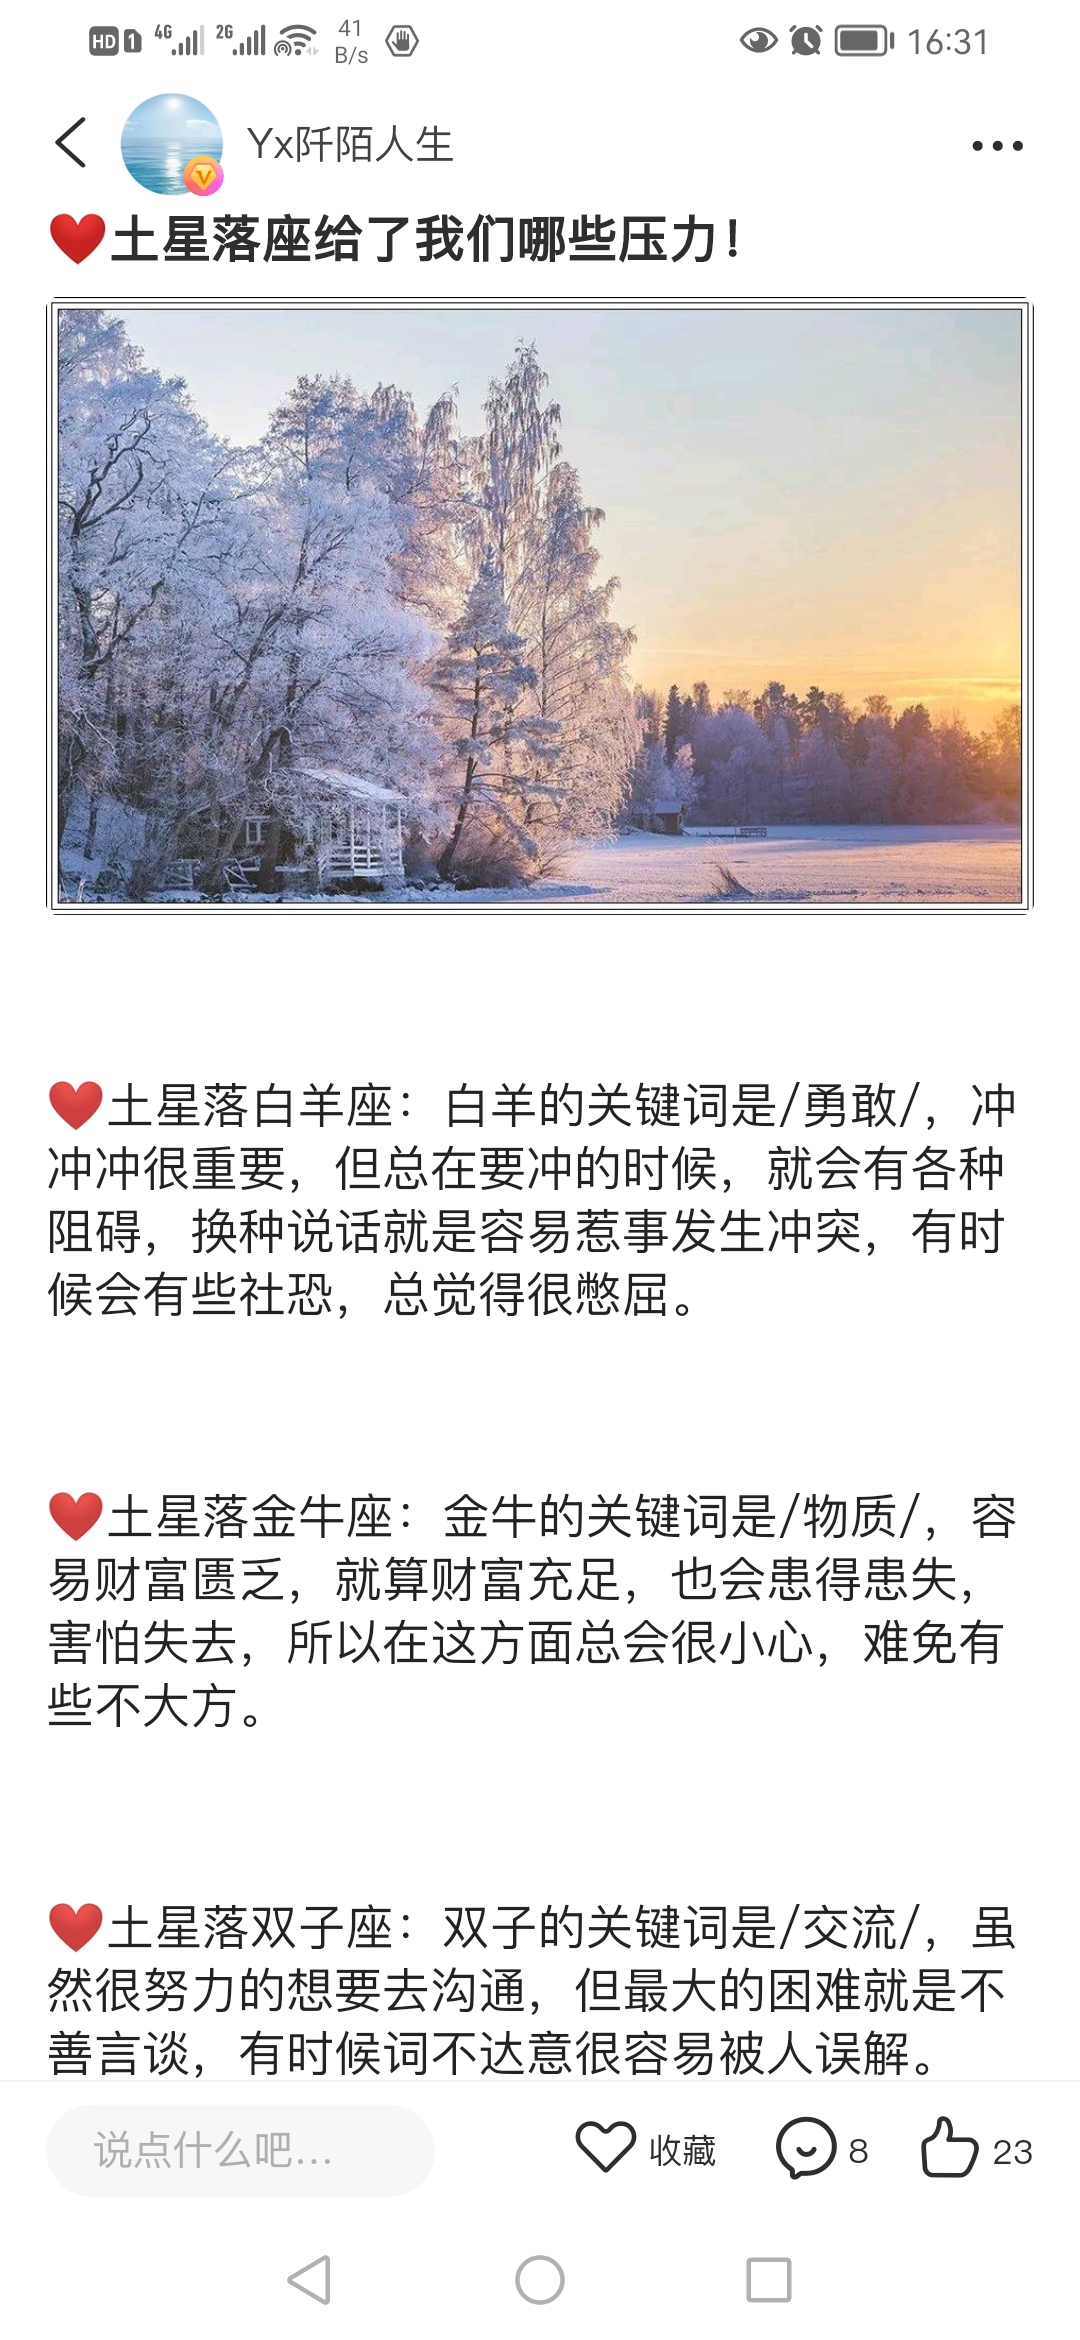 HD 1 4G 2G 41 B/s 16:31
Yx阡陌人生
❤️土星落座给了我们哪些压力！
❤️土星落白羊座：白羊的关键词是/勇敢/，冲
冲冲很重要，但总在要冲的时候，就会有各种
阻碍，换种说话就是容易惹事发生冲突，有时
候会有些社恐，总觉得很憋屈。
❤️土星落金牛座：金牛的关键词是/物质/，容
易财富匮乏，就算财富充足，也会患得患失，
害怕失去，所以在这方面总会很小心，难免有
些不大方。
❤️土星落双子座：双子的关键词是/交流/，虽
然很努力的想要去沟通，但最大的困难就是不
善言谈，有时候词不达意很容易被人误解。
说点什么吧... 收藏 8 23